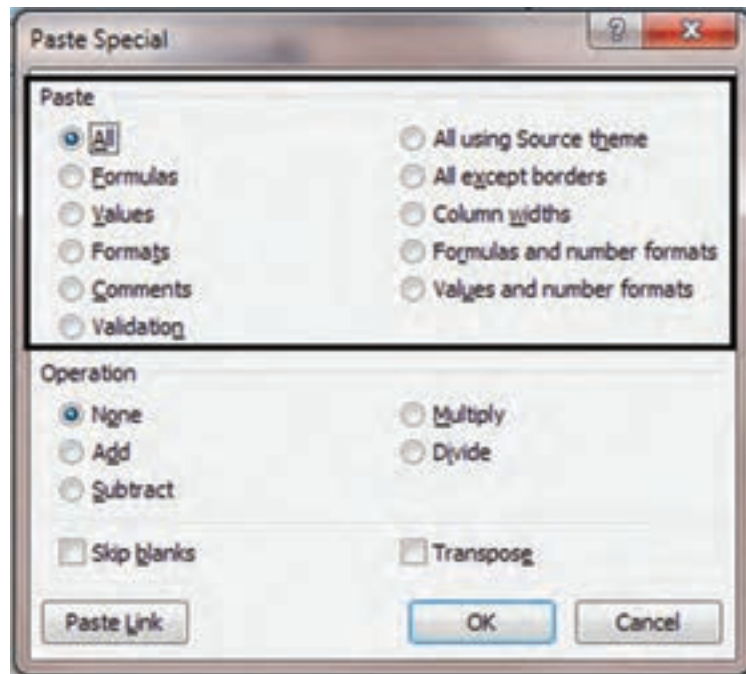 Paste Special
Paste
All
Formulas
Values
Formats
Comments
Validation
All using Source theme
All except borders
Column widths
Formulas and number formats
Values and number formats
Operation
None
Add
Subtract
Multiply
Divide
Skip blanks
Transpose
Paste Link
OK
Cancel